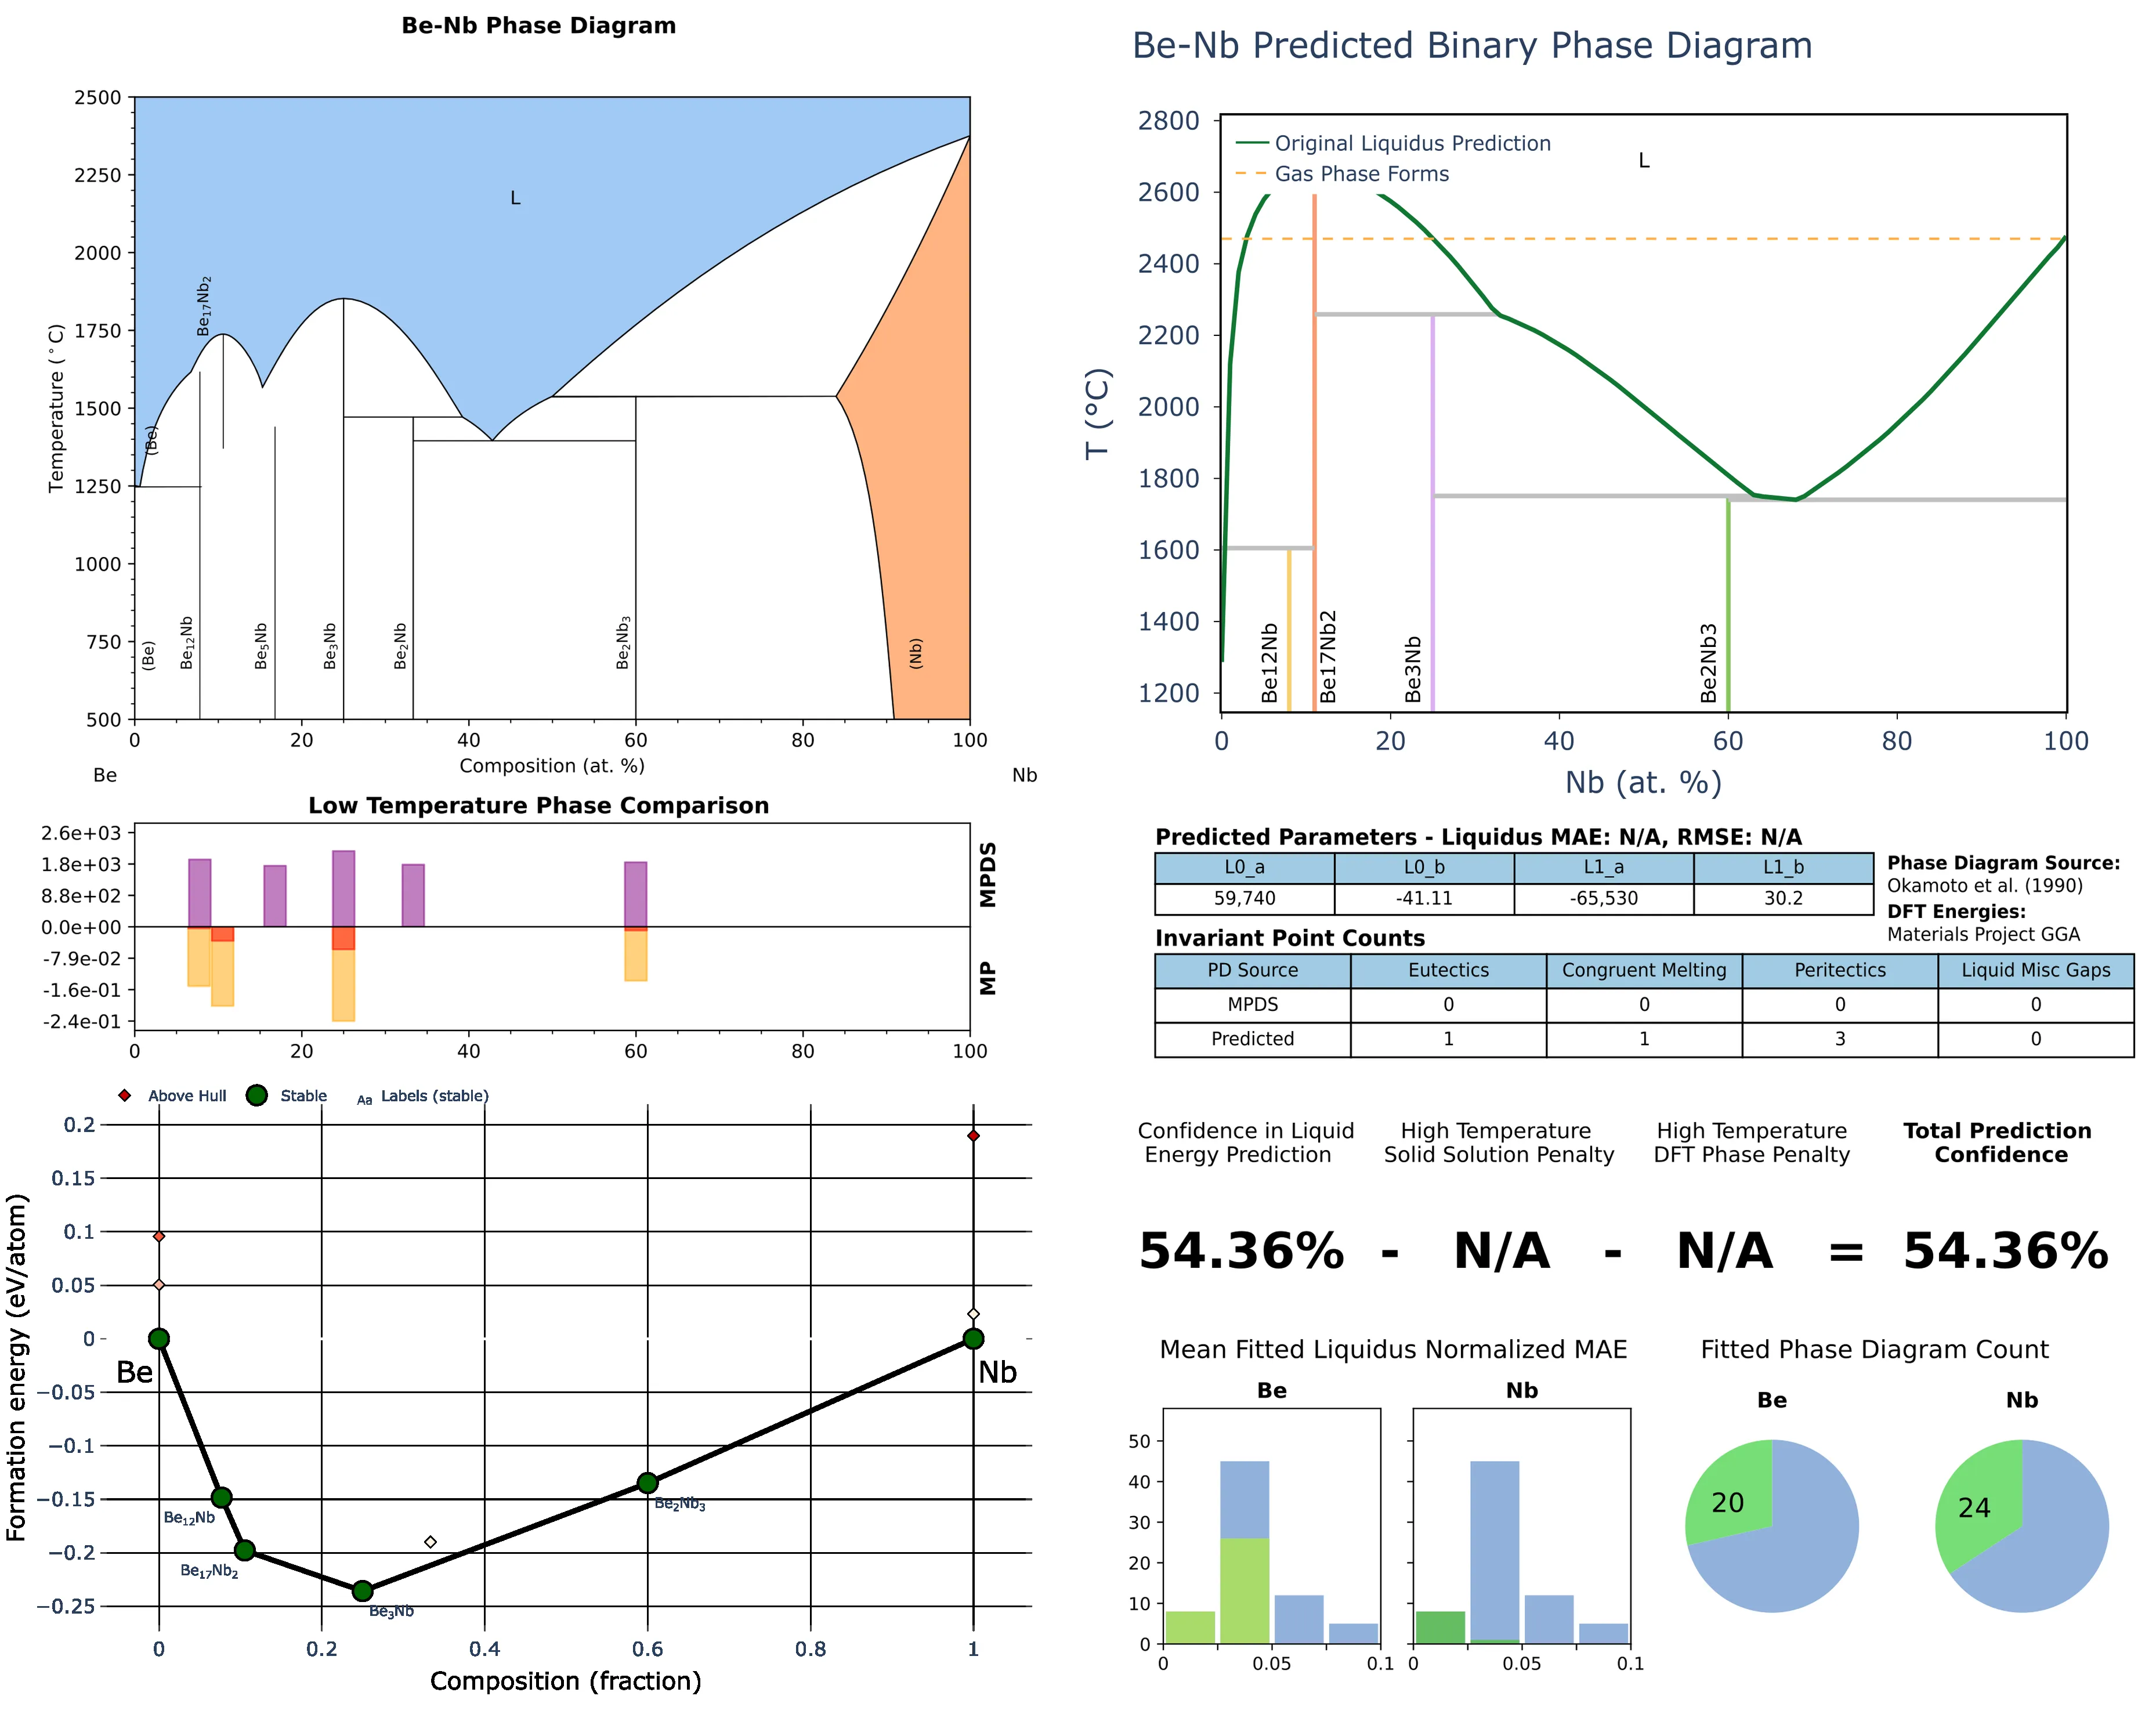 Be-Nb Phase Diagram
2500
2250
2000
1750
1500
1250
1000
750
500
Temperature (°C)
L
Be17Nb2
(Be)
(Be)
Be12Nb
Be5Nb
Be3Nb
Be2Nb
Be2Nb3
(Nb)
0 20 40 60 80 100
Composition (at. %)
Be Nb
Low Temperature Phase Comparison
2.6e+03
1.8e+03
8.8e+02
0.0e+00
-7.9e-02
-1.6e-01
-2.4e-01
MPDS
MP
0 20 40 60 80 100
Above Hull Stable Aa Labels (stable)
0.2
0.15
0.1
0.05
0
−0.05
−0.1
−0.15
−0.2
−0.25
Formation energy (eV/atom)
Be Nb
Be12Nb
Be17Nb2
Be3Nb
Be2Nb3
0 0.2 0.4 0.6 0.8 1
Composition (fraction)
Be-Nb Predicted Binary Phase Diagram
2800
2600
2400
2200
2000
1800
1600
1400
1200
T (°C)
Original Liquidus Prediction
Gas Phase Forms
L
Be12Nb
Be17Nb2
Be3Nb
Be2Nb3
0 20 40 60 80 100
Nb (at. %)
Predicted Parameters - Liquidus MAE: N/A, RMSE: N/A
L0_a L0_b L1_a L1_b
59,740 -41.11 -65,530 30.2
Phase Diagram Source:
Okamoto et al. (1990)
DFT Energies:
Materials Project GGA
Invariant Point Counts
PD Source Eutectics Congruent Melting Peritectics Liquid Misc Gaps
MPDS 0 0 0 0
Predicted 1 1 3 0
Confidence in Liquid High Temperature High Temperature Total Prediction
Energy Prediction Solid Solution Penalty DFT Phase Penalty Confidence
54.36% - N/A - N/A = 54.36%
Mean Fitted Liquidus Normalized MAE Fitted Phase Diagram Count
Be Nb Be Nb
50
40
30
20
10
0
0 0.05 0.1 0 0.05 0.1
20 24